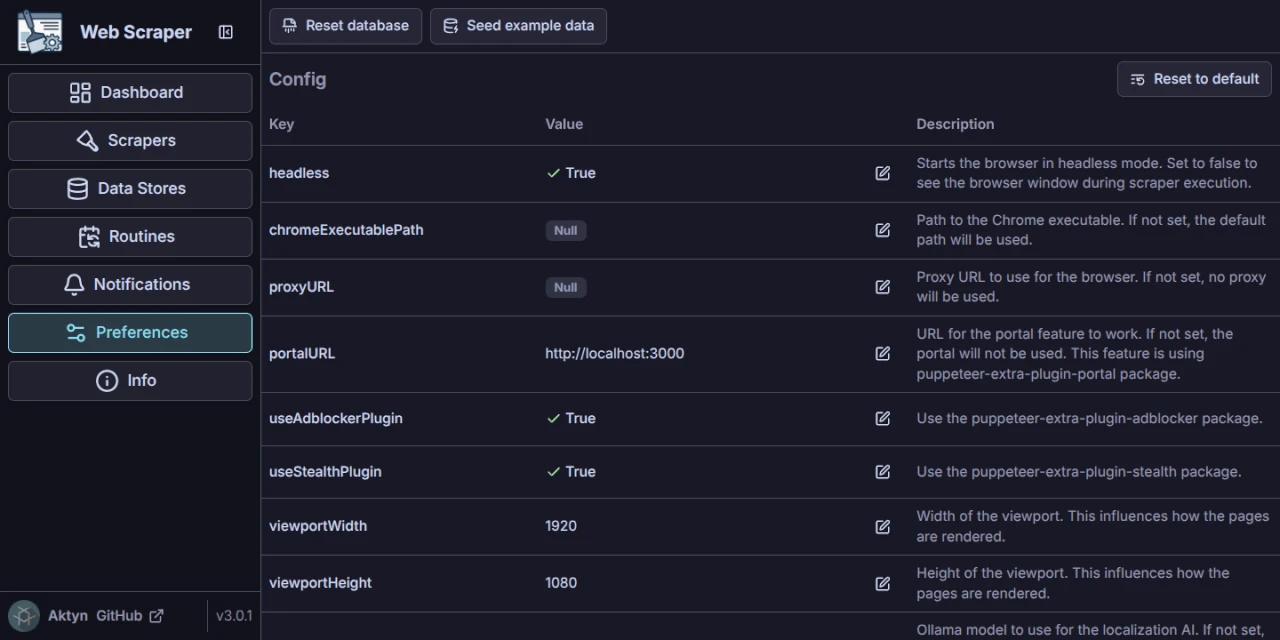 Web Scraper
Dashboard
Scrapers
Data Stores
Routines
Notifications
Preferences
Info
Aktyn GitHub
v3.0.1
Reset database
Seed example data
Config
Reset to default
Key Value Description
headless True Starts the browser in headless mode. Set to false to
see the browser window during scraper execution.
chromeExecutablePath Null Path to the Chrome executable. If not set, the default
path will be used.
proxyURL Null Proxy URL to use for the browser. If not set, no proxy
will be used.
portalURL http://localhost:3000 URL for the portal feature to work. If not set, the
portal will not be used. This feature is using
puppeteer-extra-plugin-portal package.
useAdblockerPlugin True Use the puppeteer-extra-plugin-adblocker package.
useStealthPlugin True Use the puppeteer-extra-plugin-stealth package.
viewportWidth 1920 Width of the viewport. This influences how the pages
are rendered.
viewportHeight 1080 Height of the viewport. This influences how the
pages are rendered.
Ollama model to use for the localization AI. If not set,